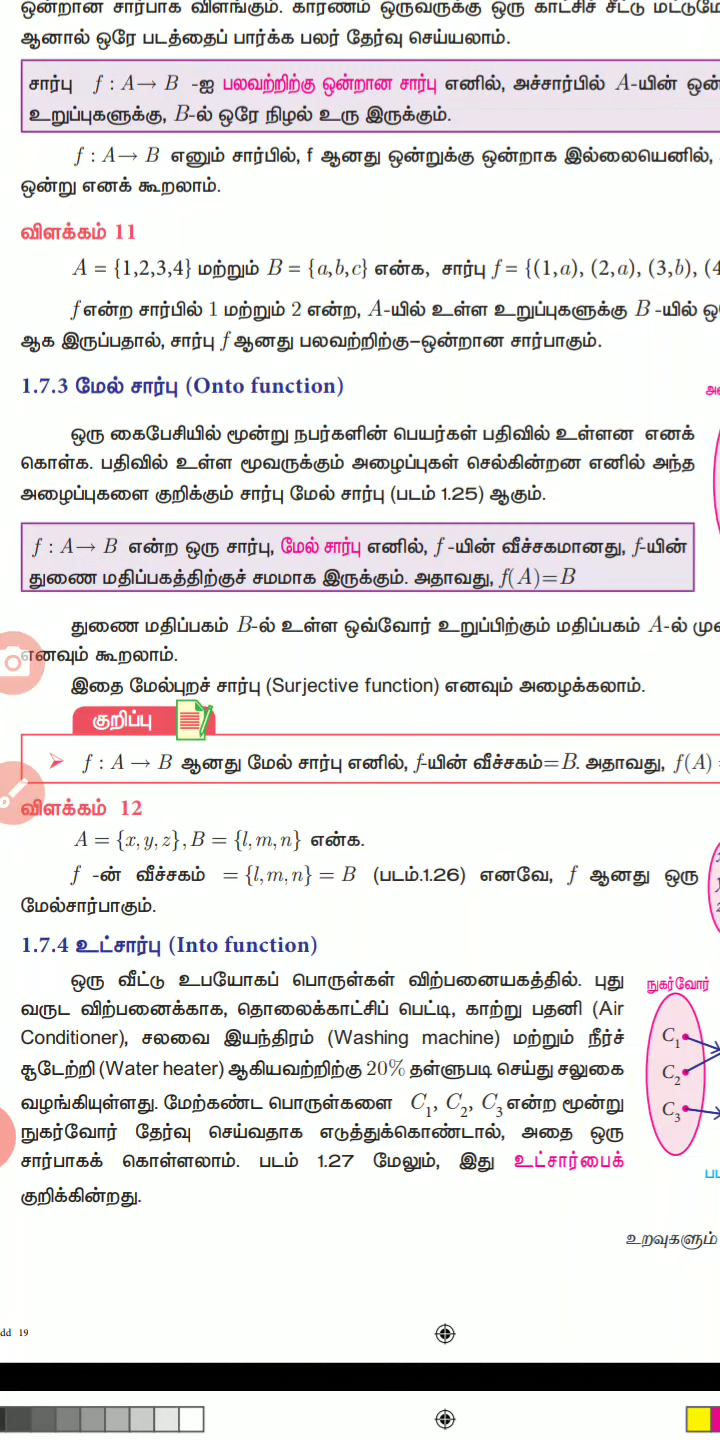 ஒன்றான சார்பாக விளங்கும். காரணம் ஒருவருக்கு ஒரு காட்சிச் சீட்டு
ஆனால் ஒரே படத்தைப் பார்க்க பலர் தேர்வு செய்யலாம்.
சார்பு f : A→ B -ஐ பலவற்றிற்கு ஒன்றான சார்பு எனில், அச்சார்பில் A-யின்
உறுப்புகளுக்கு, B-ல் ஒரே நிழல் உரு இருக்கும்.
f : A→ B எனும் சார்பில், f ஆனது ஒன்றுக்கு ஒன்றாக இல்லையெனில்,
ஒன்று எனக் கூறலாம்.
விளக்கம் 11
A = {1,2,3,4} மற்றும் B = {a,b,c} என்க, சார்பு f = {(1,a), (2,a), (3,b), (4
f என்ற சார்பில் 1 மற்றும் 2 என்ற, A-யில் உள்ள உறுப்புகளுக்கு B -யில்
ஆக இருப்பதால், சார்பு f ஆனது பலவற்றிற்கு–ஒன்றான சார்பாகும்.
1.7.3 மேல் சார்பு (Onto function)
ஒரு கைபேசியில் மூன்று நபர்களின் பெயர்கள் பதிவில் உள்ளன எனக்
கொள்க. பதிவில் உள்ள மூவருக்கும் அழைப்புகள் செல்கின்றன எனில் அந்த
அழைப்புகளை குறிக்கும் சார்பு மேல் சார்பு (படம் 1.25) ஆகும்.
f : A→ B என்ற ஒரு சார்பு, மேல் சார்பு எனில், f -யின் வீச்சகமானது, f-யின்
துணை மதிப்பகத்திற்குச் சமமாக இருக்கும். அதாவது, f(A)=B
துணை மதிப்பகம் B-ல் உள்ள ஒவ்வோர் உறுப்பிற்கும் மதிப்பகம் A-ல்
எனவும் கூறலாம்.
இதை மேல்புறச் சார்பு (Surjective function) எனவும் அழைக்கலாம்.
குறிப்பு
➢ f : A → B ஆனது மேல் சார்பு எனில், f-யின் வீச்சகம்=B. அதாவது, f(A) =
விளக்கம் 12
A = {x, y, z}, B = {l, m, n} என்க.
f -ன் வீச்சகம் = {l, m, n} = B (படம்.1.26) எனவே, f ஆனது ஒரு
மேல்சார்பாகும்.
1.7.4 உட்சார்பு (Into function)
ஒரு வீட்டு உபயோகப் பொருள்கள் விற்பனையகத்தில். புது
வருட விற்பனைக்காக, தொலைக்காட்சிப் பெட்டி, காற்று பதனி (Air
Conditioner), சலவை இயந்திரம் (Washing machine) மற்றும் நீர்ச்
சூடேற்றி (Water heater) ஆகியவற்றிற்கு 20% தள்ளுபடி செய்து சலுகை
வழங்கியுள்ளது. மேற்கண்ட பொருள்களை C₁, C₂, C₃ என்ற மூன்று
நுகர்வோர் தேர்வு செய்வதாக எடுத்துக்கொண்டால், அதை ஒரு
சார்பாகக் கொள்ளலாம். படம் 1.27 மேலும், இது உட்சார்பைக்
குறிக்கின்றது.
நுகர்வோர்
C₁
C₂
C₃
உறவுகளும்
dd 19